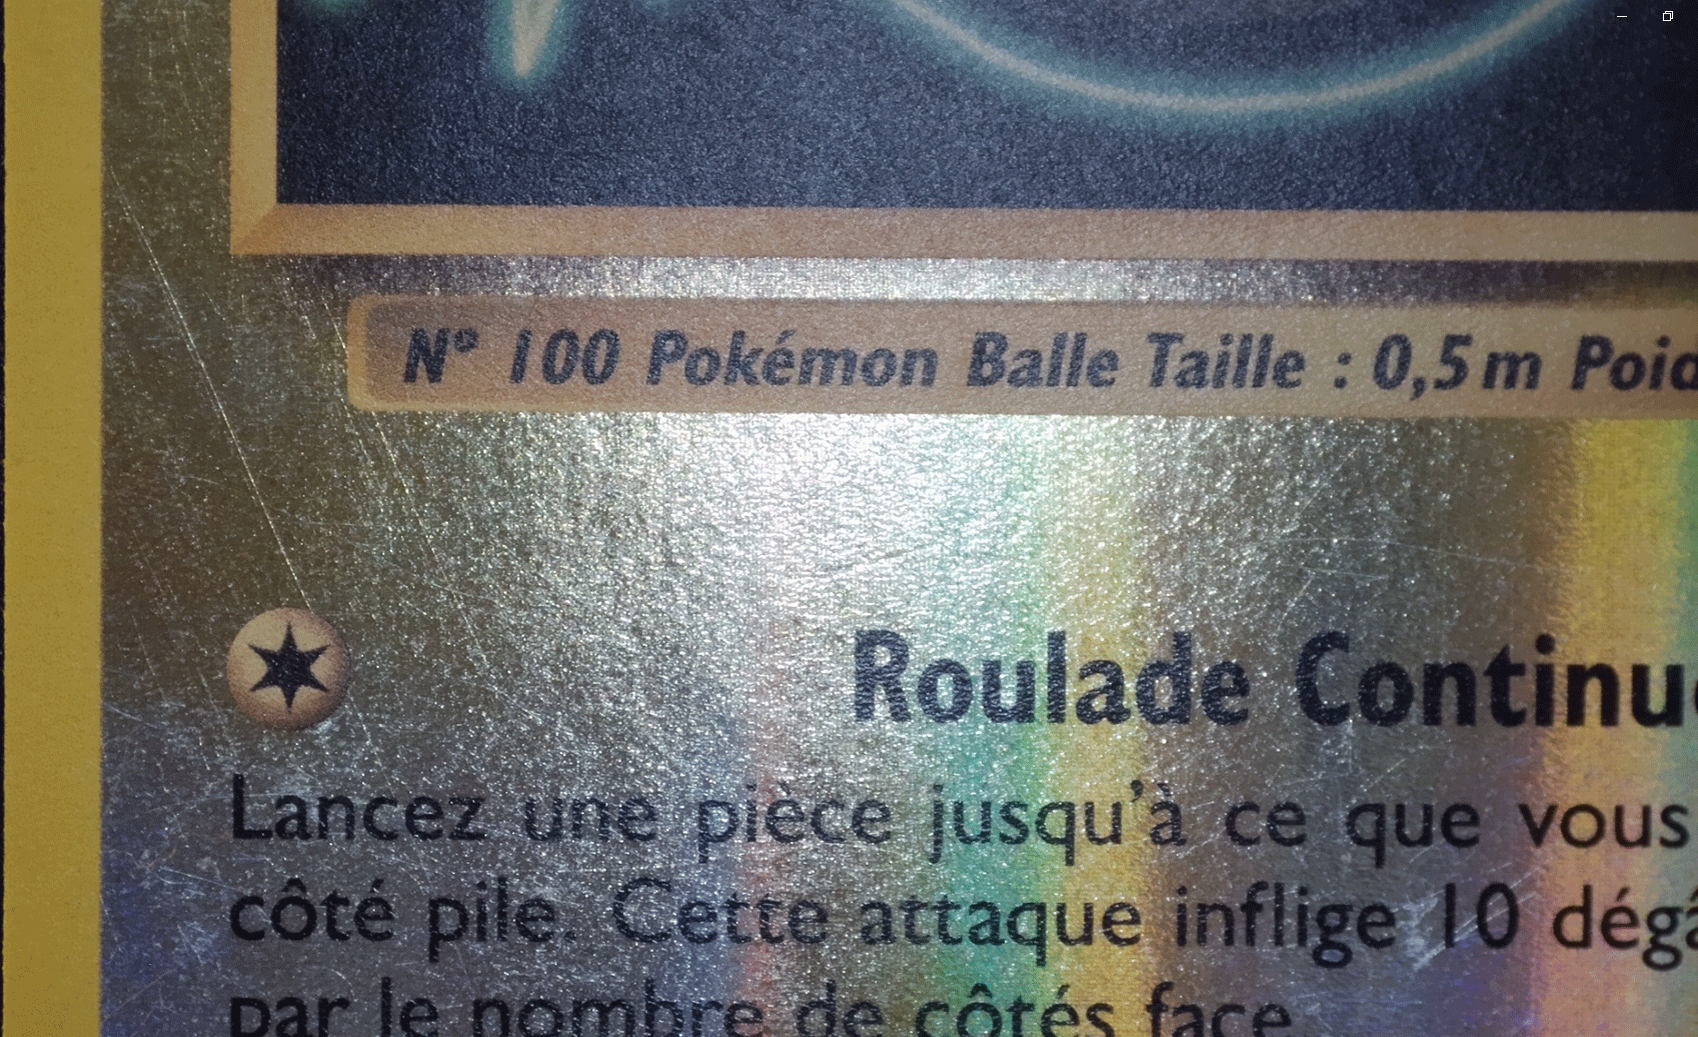 N° 100 Pokémon Balle Taille : 0,5 m
Roulade
Lancez une pièce jusqu'à ce que vous
côté pile. Cette attaque inflige 10
par le nombre de côtés face.